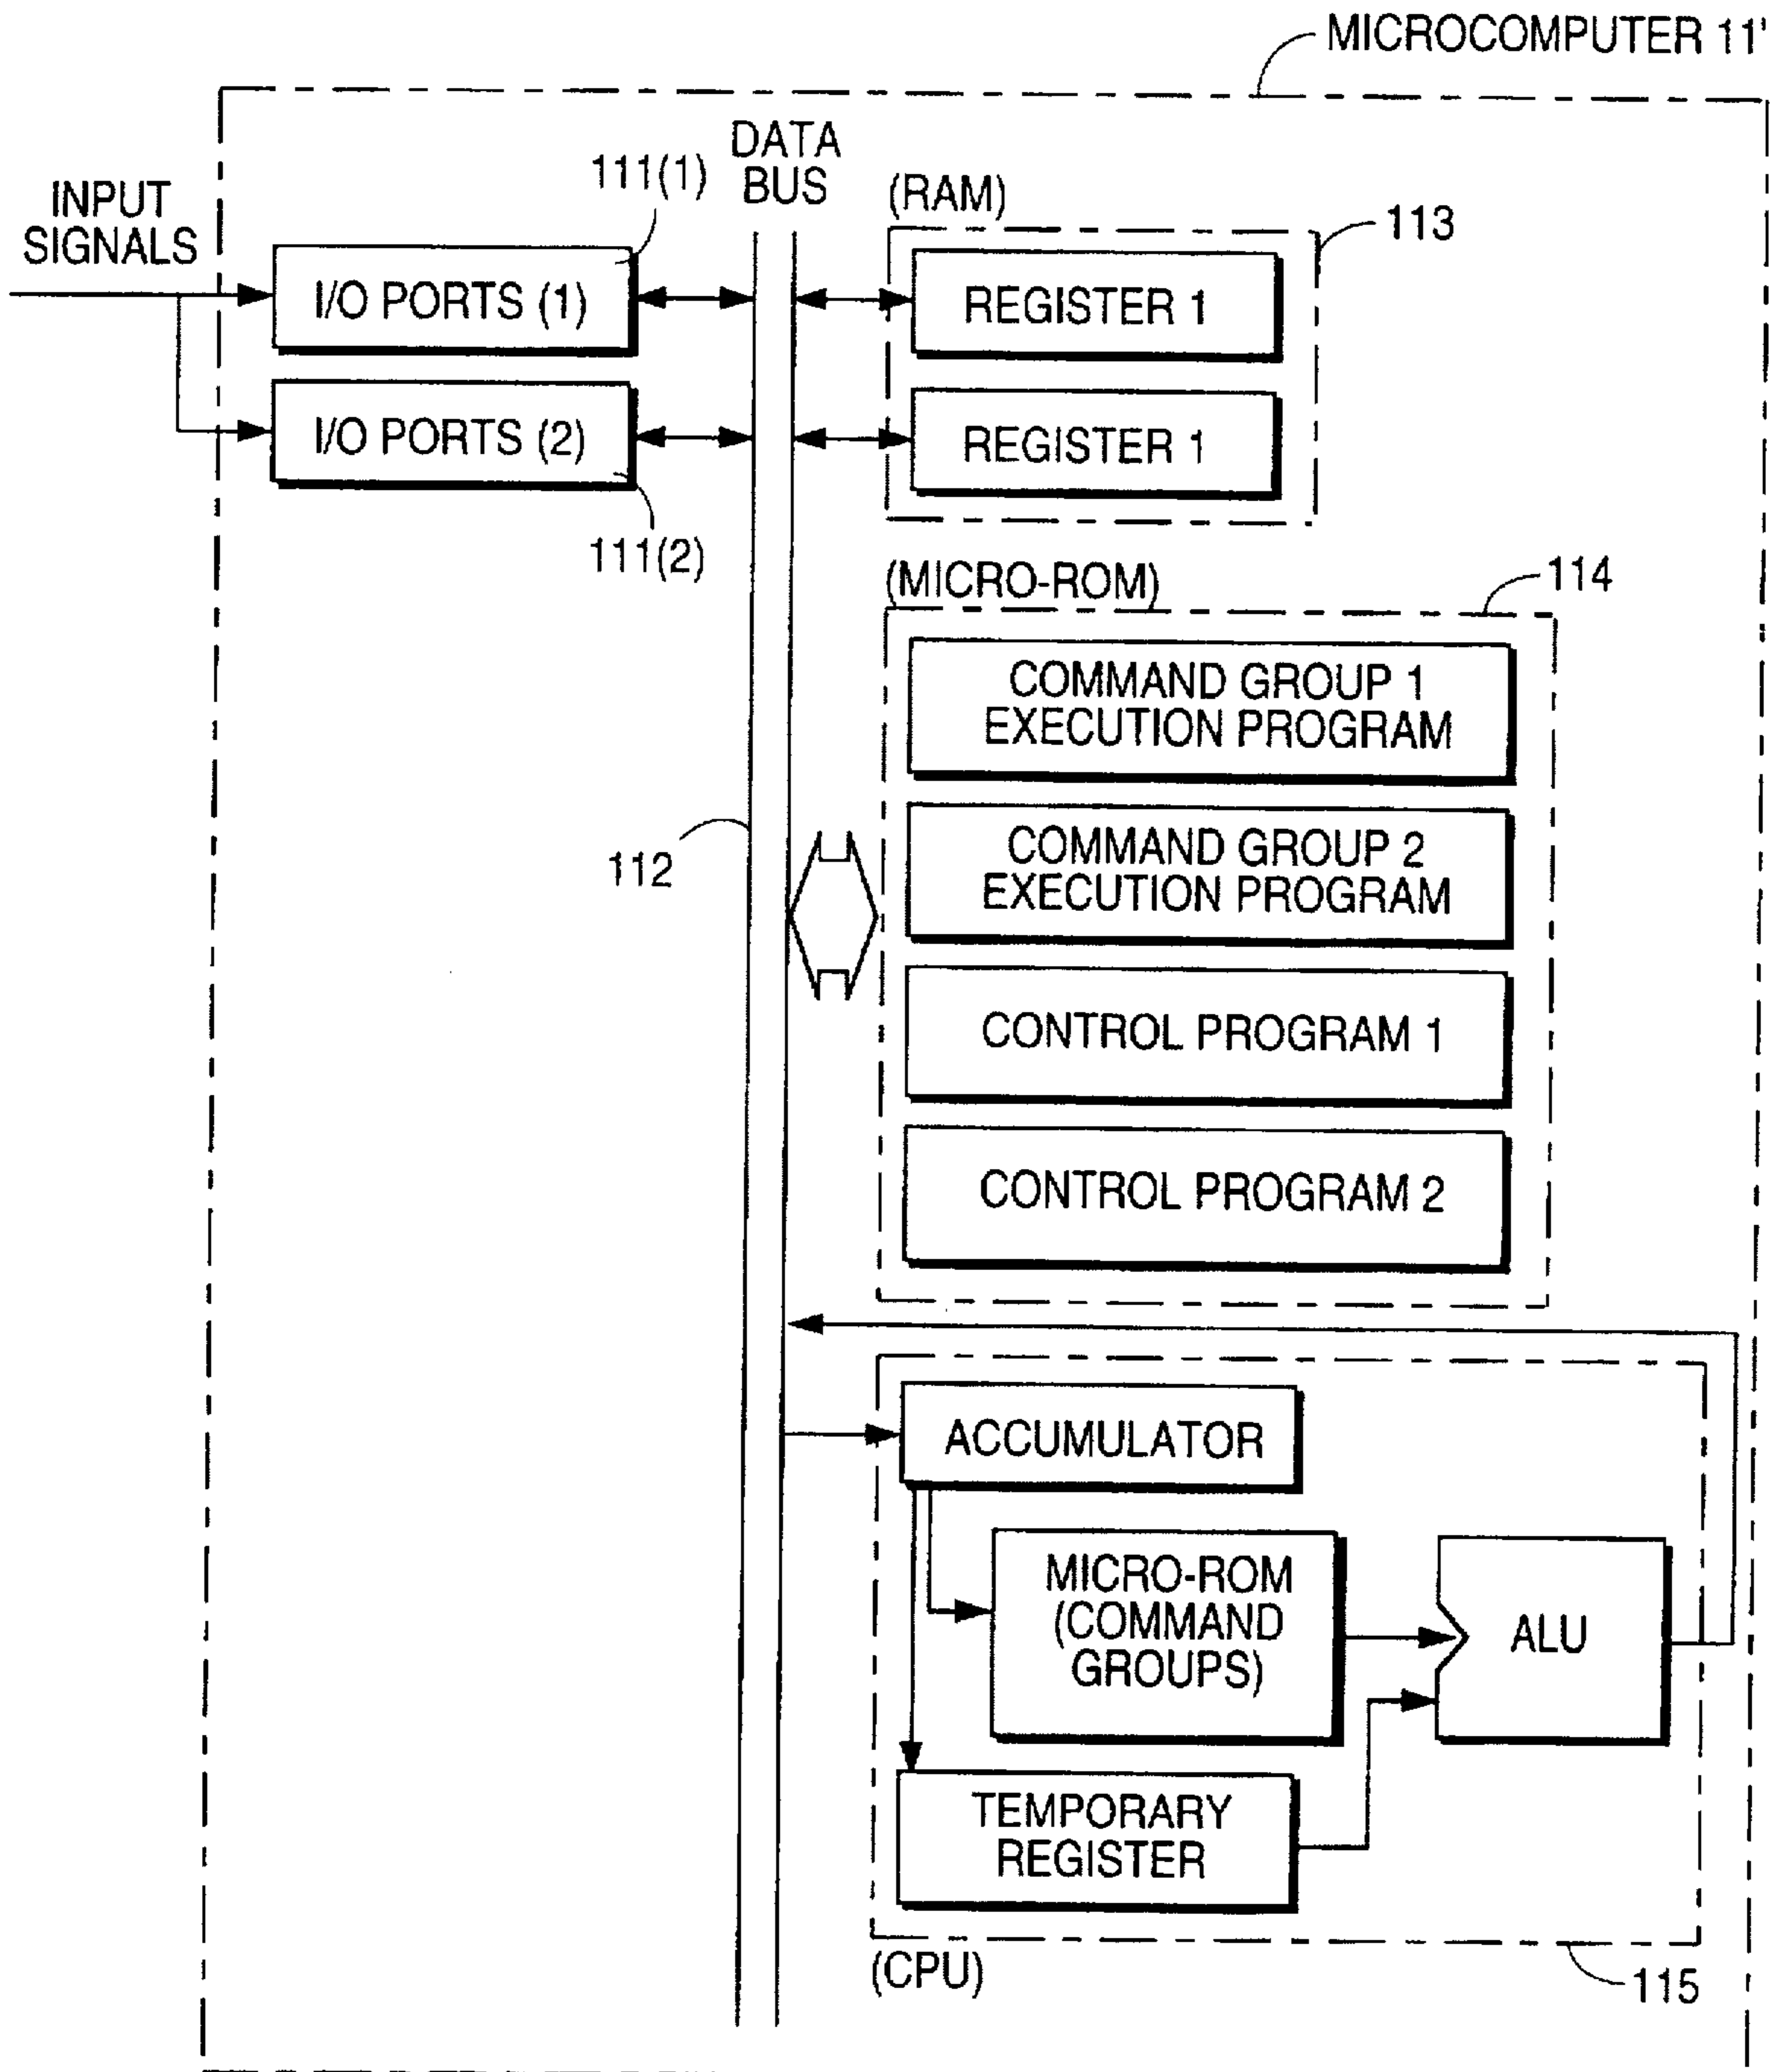 MICROCOMPUTER 11'
DATA
BUS
111(1)
INPUT
SIGNALS
(RAM)
113
I/O PORTS (1)
REGISTER 1
I/O PORTS (2)
REGISTER 1
111(2)
(MICRO-ROM)
114
COMMAND GROUP 1
EXECUTION PROGRAM
COMMAND GROUP 2
EXECUTION PROGRAM
112
CONTROL PROGRAM 1
CONTROL PROGRAM 2
ACCUMULATOR
MICRO-ROM
(COMMAND
GROUPS)
ALU
TEMPORARY
REGISTER
(CPU)
115